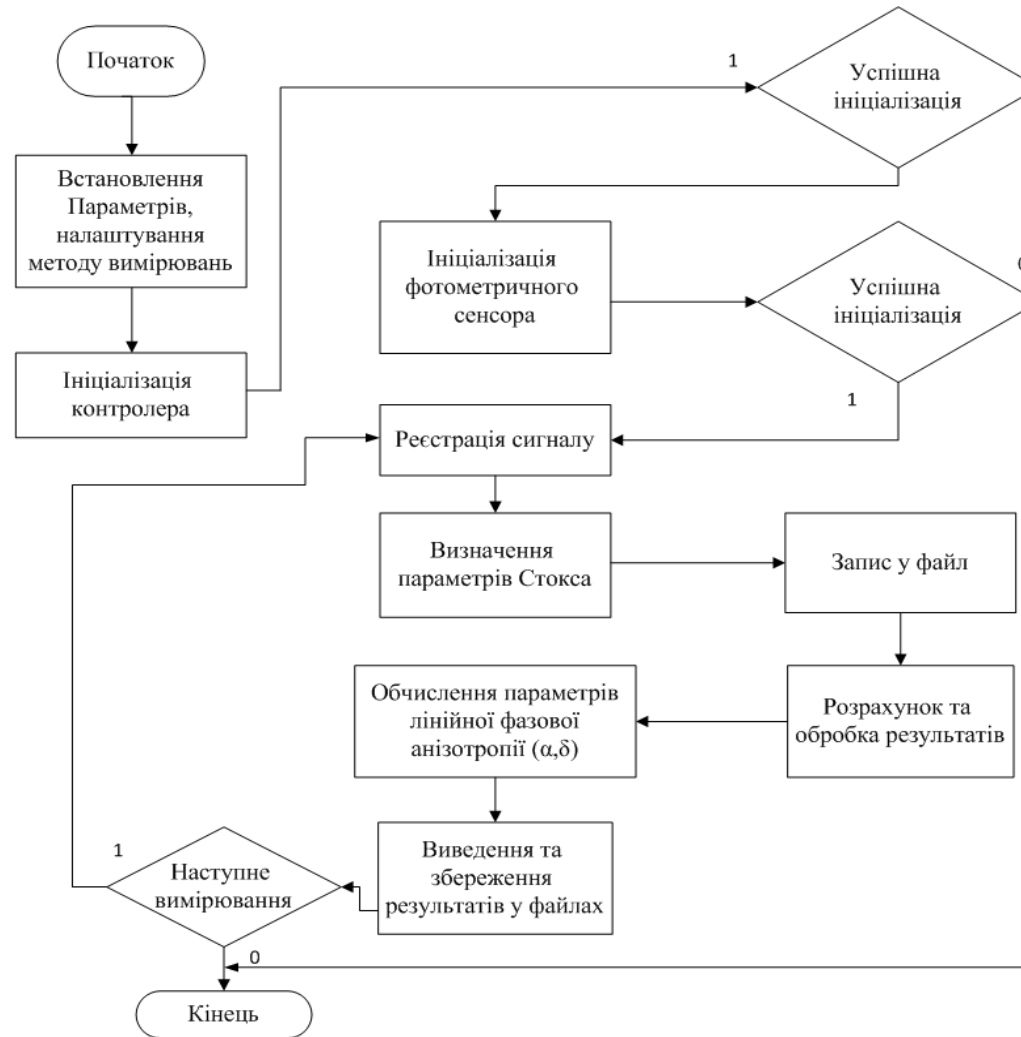 Початок
Встановлення
Параметрів,
налаштування
методу вимірювань
Ініціалізація
контролера
1
Успішна
ініціалізація
Ініціалізація
фотометричного
сенсора
Успішна
ініціалізація
1
Реєстрація сигналу
Визначення
параметрів Стокса
Запис у файл
Розрахунок та
обробка результатів
Обчислення параметрів
лінійної фазової
анізотропії (α,δ)
Виведення та
збереження
результатів у файлах
1
Наступне
вимірювання
0
Кінець